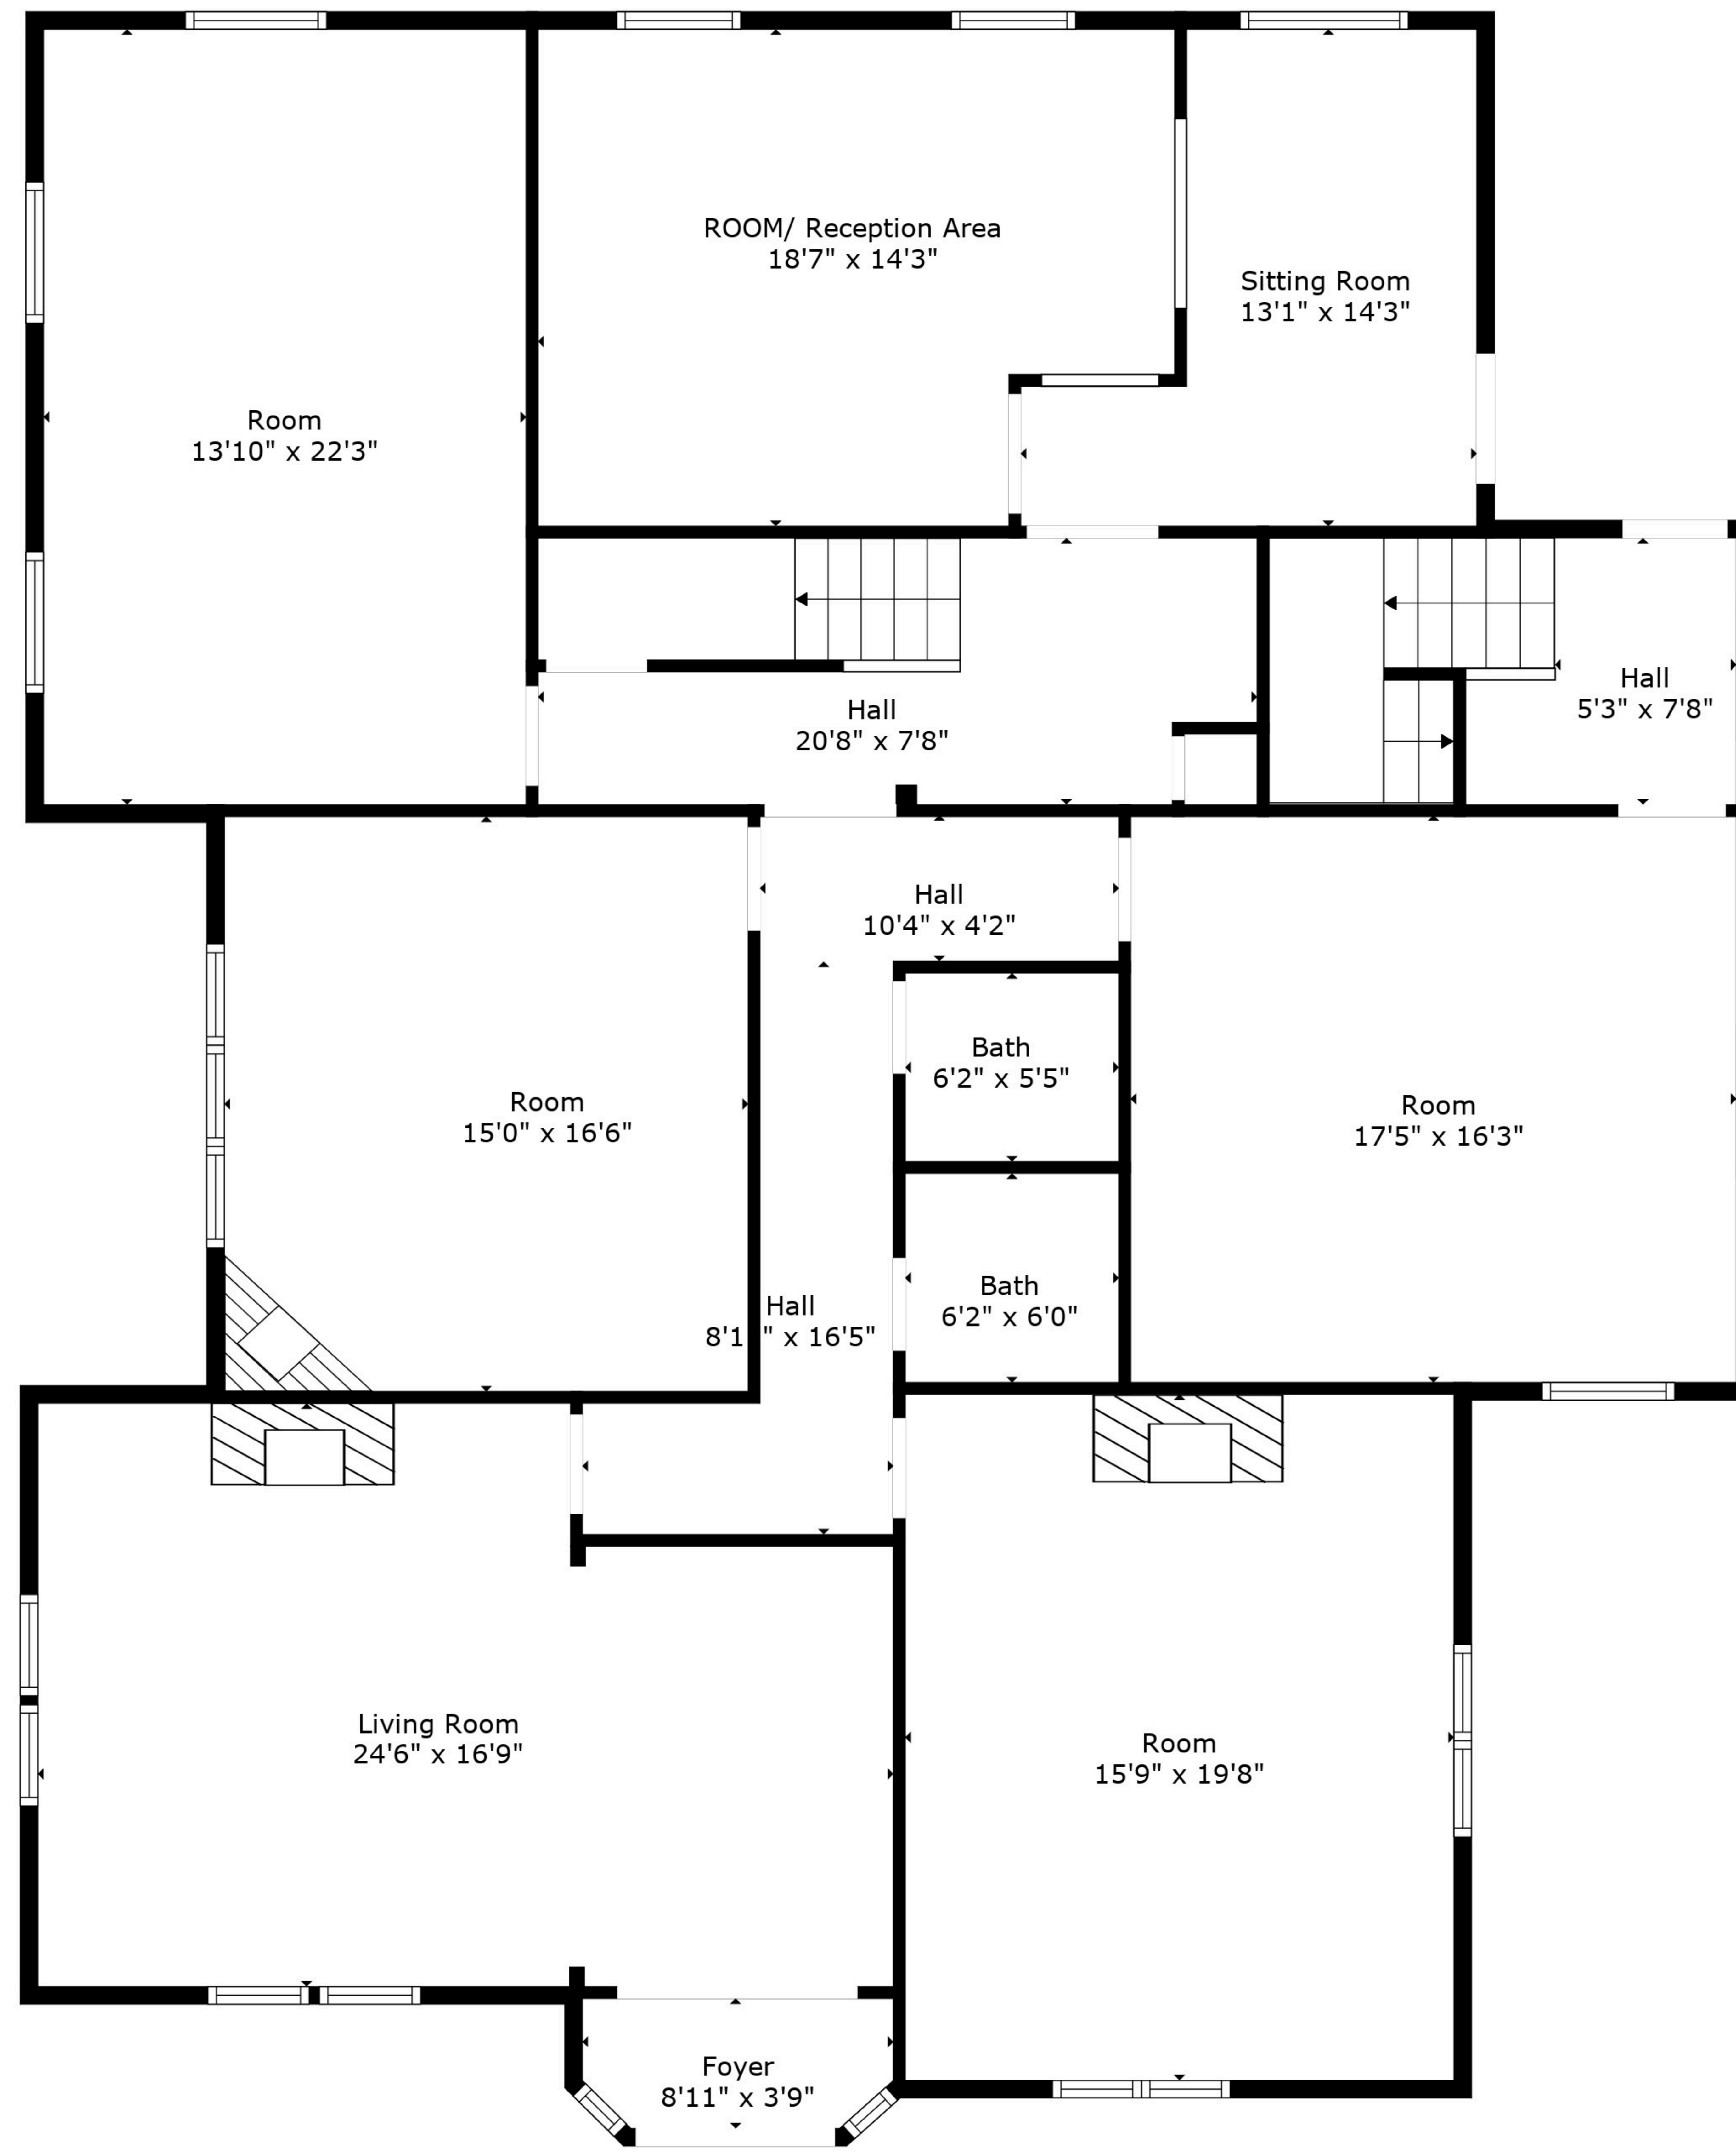 ROOM/ Reception Area
18'7" x 14'3"
Sitting Room
13'1" x 14'3"
Room
13'10" x 22'3"
Hall
20'8" x 7'8"
Hall
5'3" x 7'8"
Hall
10'4" x 4'2"
Bath
6'2" x 5'5"
Room
15'0" x 16'6"
Room
17'5" x 16'3"
Bath
6'2" x 6'0"
Hall
x 16'5"
Living Room
24'6" x 16'9"
Room
15'9" x 19'8"
Foyer
8'11" x 3'9"